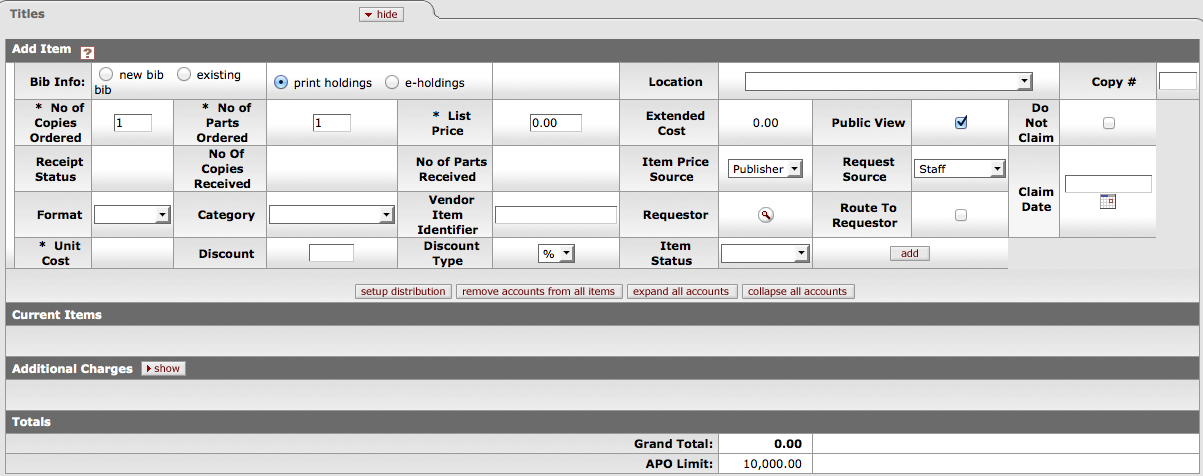 Titles
hide
Add Item ?
Bib Info: new bib existing bib print holdings e-holdings Location Copy #
* No of Copies Ordered 1 * No of Parts Ordered 1 * List Price 0.00 Extended Cost 0.00 Public View Do Not Claim
Receipt Status No Of Copies Received No of Parts Received Item Price Source Publisher Request Source Staff Claim Date
Format Category Vendor Item Identifier Requestor Route To Requestor
* Unit Cost Discount Discount Type % Item Status add
setup distribution remove accounts from all items expand all accounts collapse all accounts
Current Items
Additional Charges show
Totals
Grand Total: 0.00
APO Limit: 10,000.00